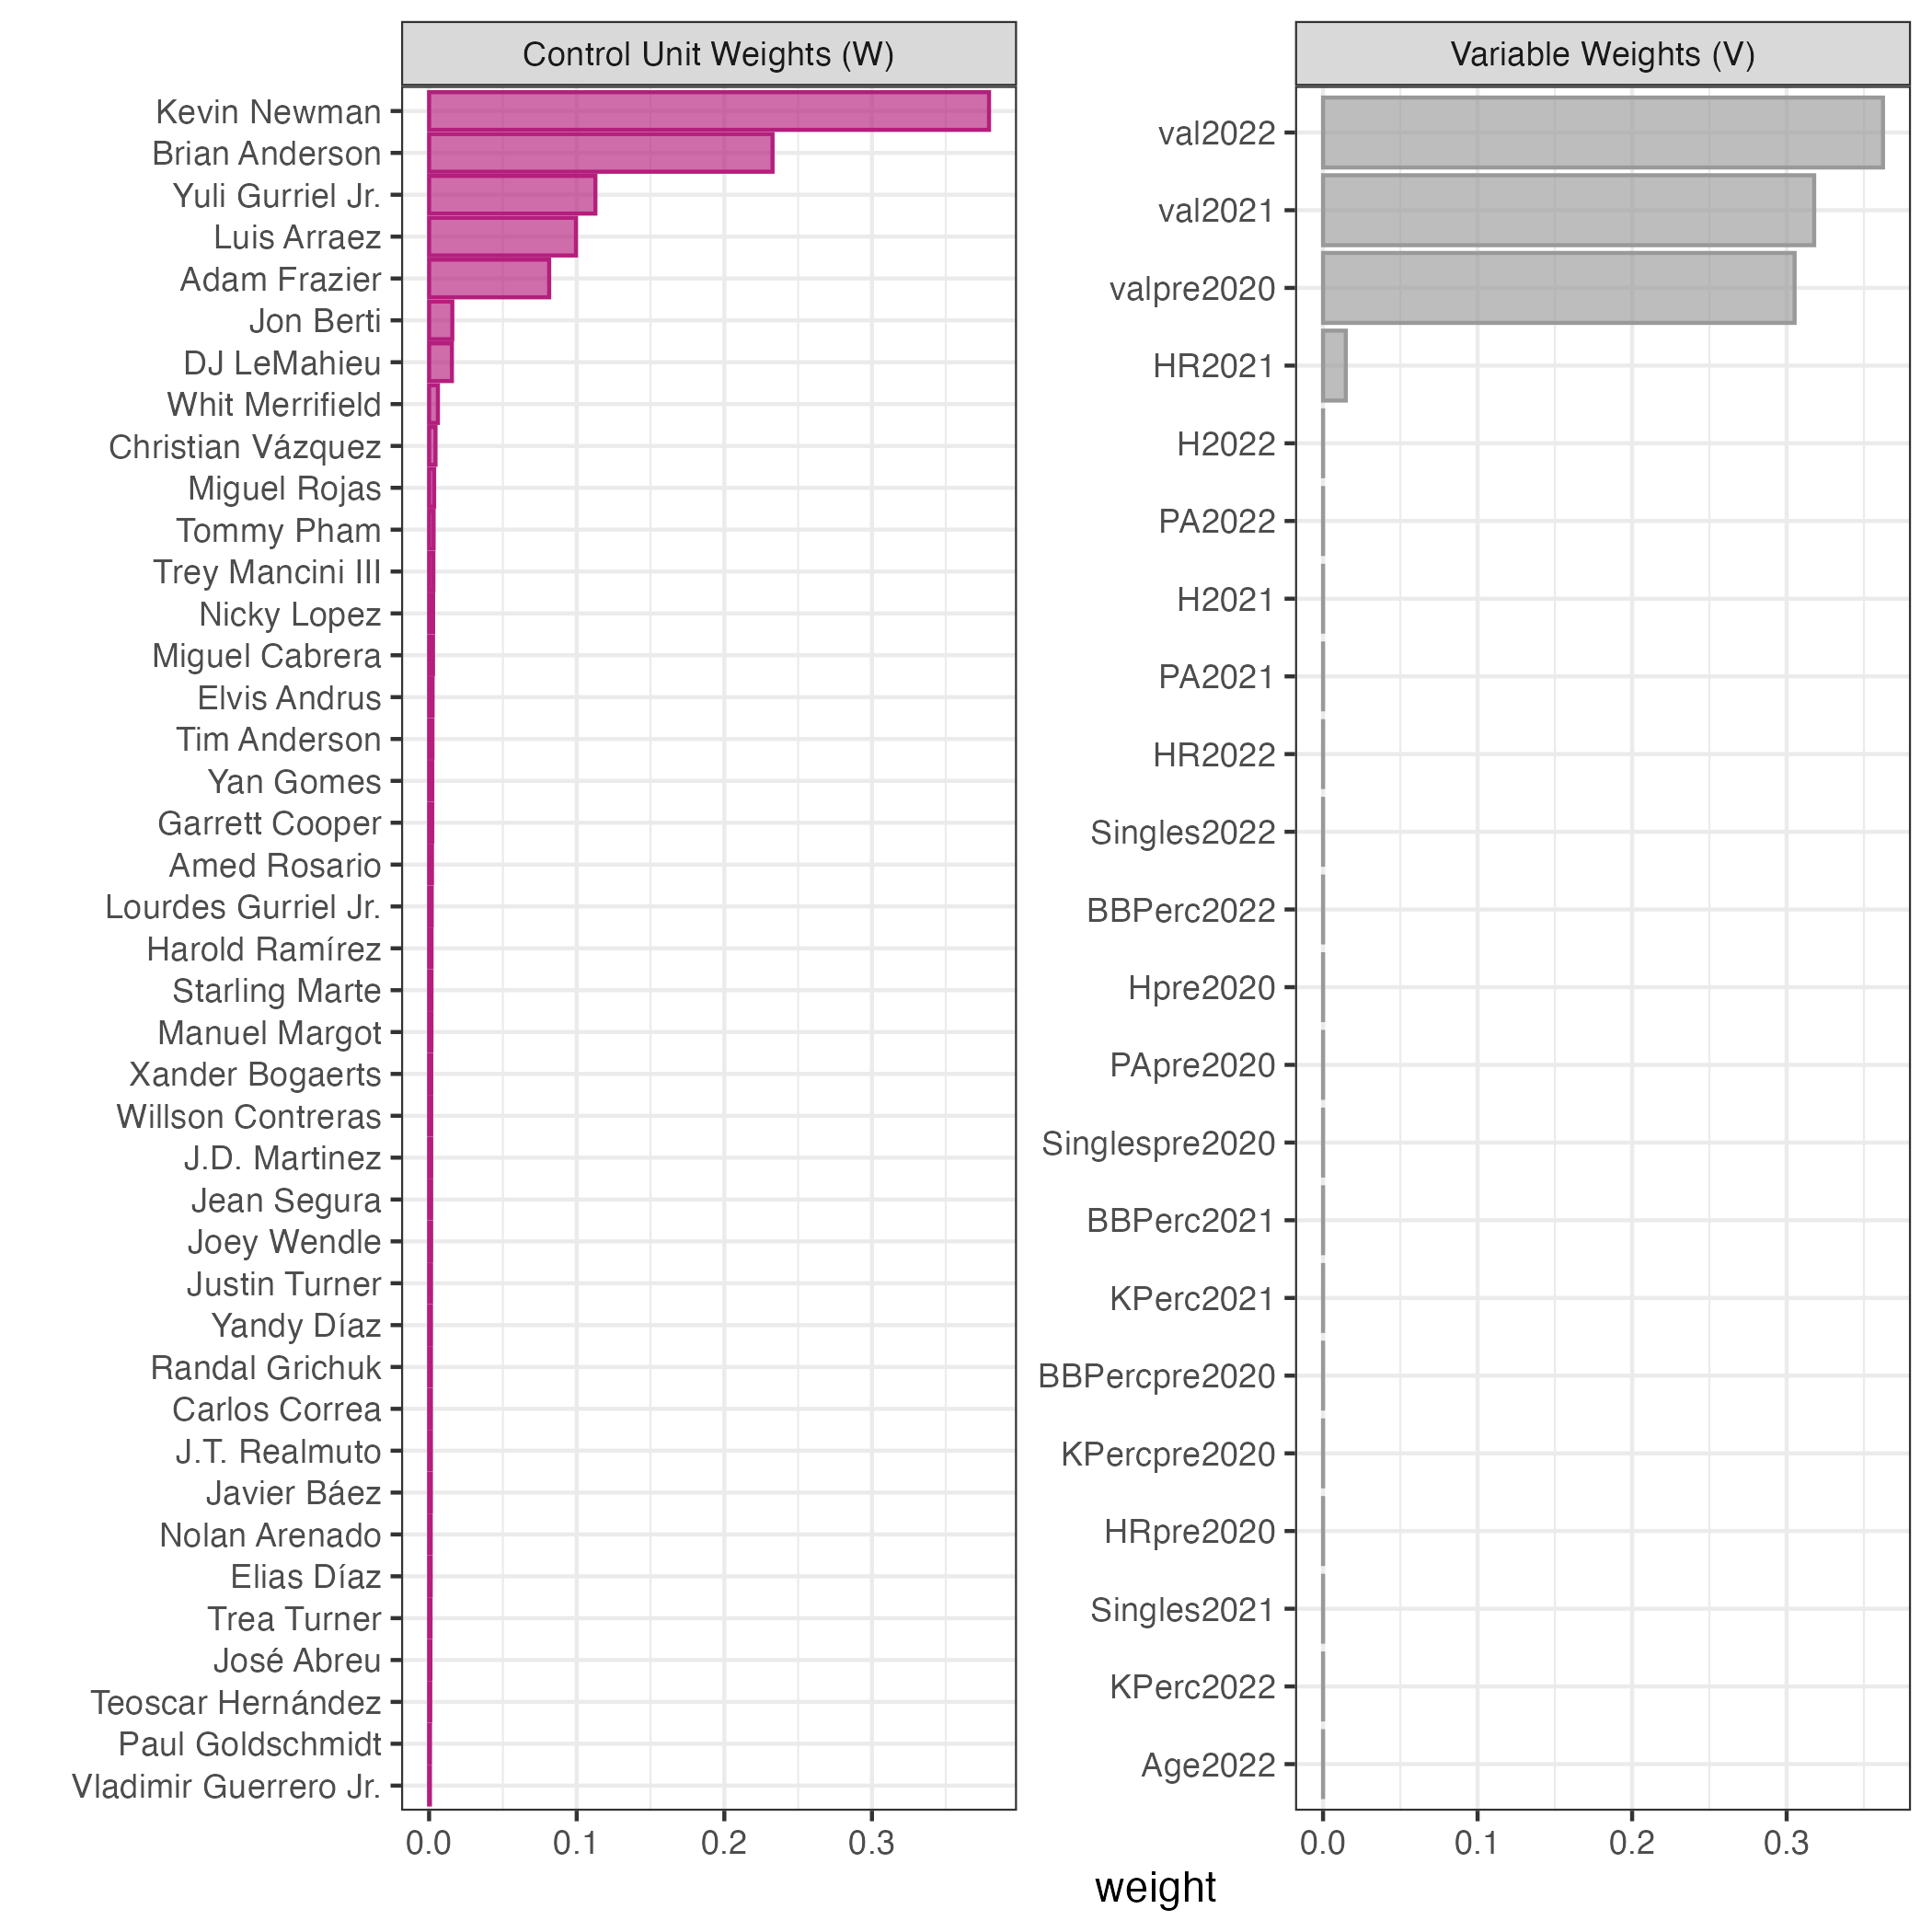 Control Unit Weights (W)
Kevin Newman
Brian Anderson
Yuli Gurriel Jr.
Luis Arraez
Adam Frazier
Jon Berti
DJ LeMahieu
Whit Merrifield
Christian Vázquez
Miguel Rojas
Tommy Pham
Trey Mancini III
Nicky Lopez
Miguel Cabrera
Elvis Andrus
Tim Anderson
Yan Gomes
Garrett Cooper
Amed Rosario
Lourdes Gurriel Jr.
Harold Ramírez
Starling Marte
Manuel Margot
Xander Bogaerts
Willson Contreras
J.D. Martinez
Jean Segura
Joey Wendle
Justin Turner
Yandy Díaz
Randal Grichuk
Carlos Correa
J.T. Realmuto
Javier Báez
Nolan Arenado
Elias Díaz
Trea Turner
José Abreu
Teoscar Hernández
Paul Goldschmidt
Vladimir Guerrero Jr.
0.0 0.1 0.2 0.3
Variable Weights (V)
val2022
val2021
valpre2020
HR2021
H2022
PA2022
H2021
PA2021
HR2022
Singles2022
BBPerc2022
Hpre2020
PApre2020
Singlespre2020
BBPerc2021
KPerc2021
BBPercpre2020
KPercpre2020
HRpre2020
Singles2021
KPerc2022
Age2022
0.0 0.1 0.2 0.3
weight